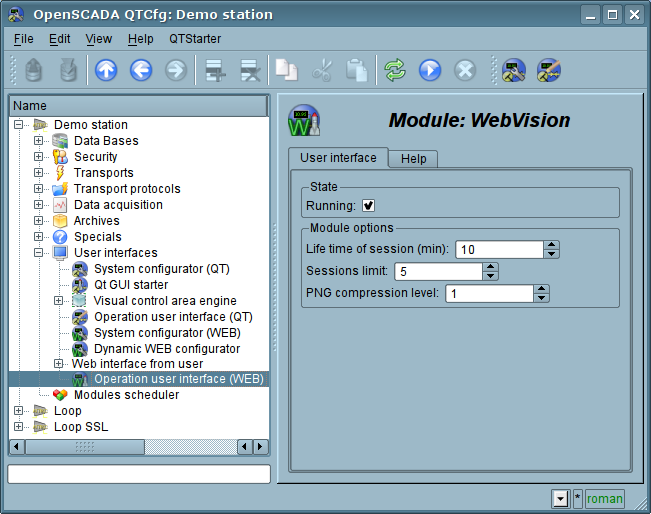 OpenSCADA QTCfg: Demo station
File Edit View Help QTStarter
Name
Demo station
Data Bases
Security
Transports
Transport protocols
Data acquisition
Archives
Specials
User interfaces
System configurator (QT)
Qt GUI starter
Visual control area engine
Operation user interface (QT)
System configurator (WEB)
Dynamic WEB configurator
Web interface from user
Operation user interface (WEB)
Modules scheduler
Loop
Loop SSL
Module: WebVision
User interface Help
State
Running:
Module options
Life time of session (min): 10
Sessions limit: 5
PNG compression level: 1
* roman